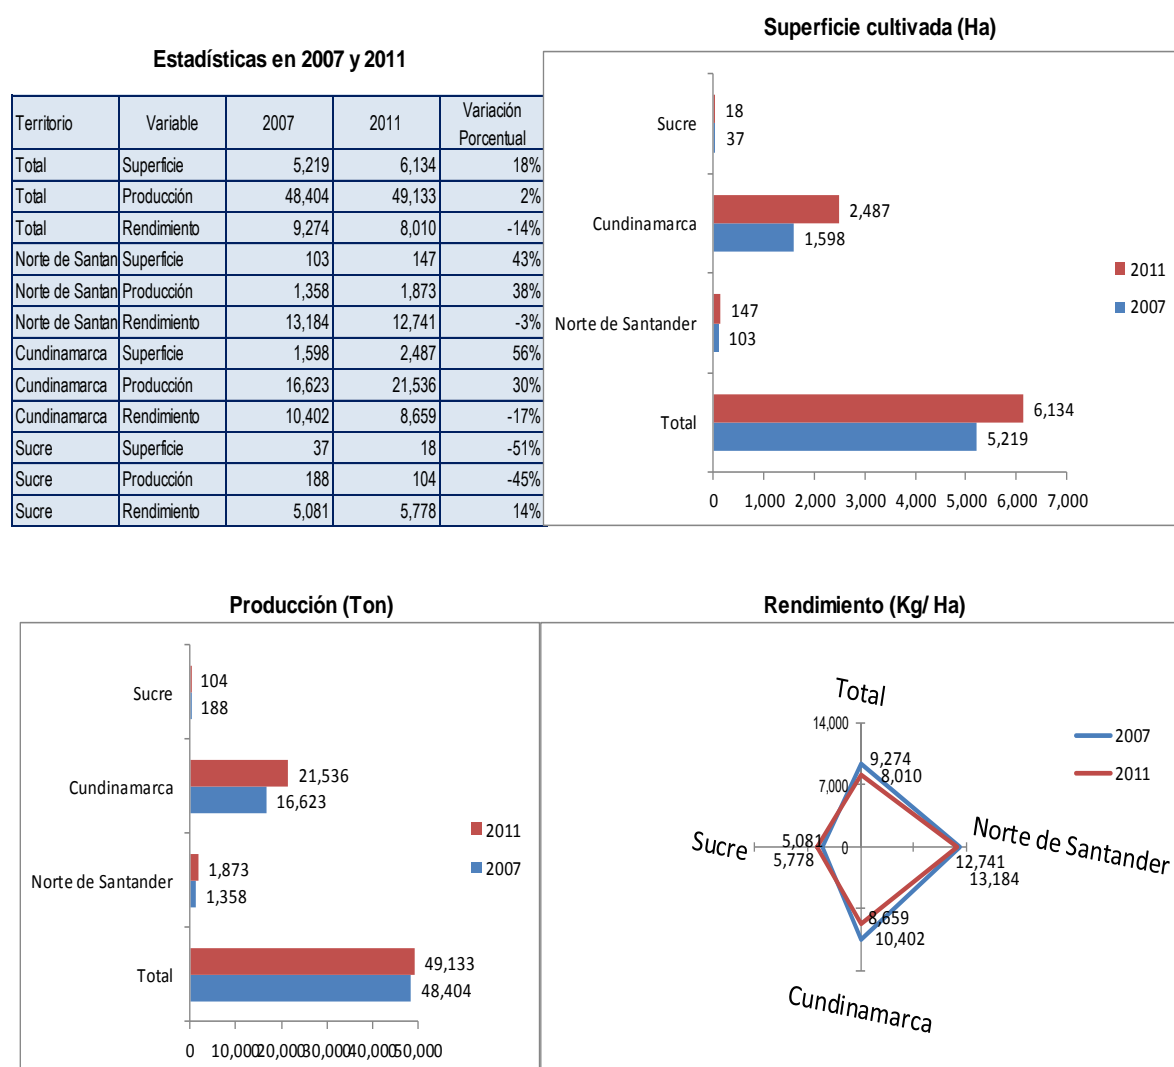 Estadísticas en 2007 y 2011
Territorio Variable 2007 2011 Variación Porcentual
Total Superficie 5,219 6,134 18%
Total Producción 48,404 49,133 2%
Total Rendimiento 9,274 8,010 -14%
Norte de Santan Superficie 103 147 43%
Norte de Santan Producción 1,358 1,873 38%
Norte de Santan Rendimiento 13,184 12,741 -3%
Cundinamarca Superficie 1,598 2,487 56%
Cundinamarca Producción 16,623 21,536 30%
Cundinamarca Rendimiento 10,402 8,659 -17%
Sucre Superficie 37 18 -51%
Sucre Producción 188 104 -45%
Sucre Rendimiento 5,081 5,778 14%
Superficie cultivada (Ha)
Sucre
18
37
Cundinamarca
2,487
1,598
Norte de Santander
147
103
Total
6,134
5,219
0 1,000 2,000 3,000 4,000 5,000 6,000 7,000
2011
2007
Producción (Ton)
Sucre
104
188
Cundinamarca
21,536
16,623
Norte de Santander
1,873
1,358
Total
49,133
48,404
0 10,000 20,000 30,000 40,000 50,000
2011
2007
Rendimiento (Kg/ Ha)
Total
14,000
9,274
8,010
7,000
0
Norte de Santander
12,741
13,184
Sucre
5,081
5,778
8,659
10,402
Cundinamarca
2007
2011